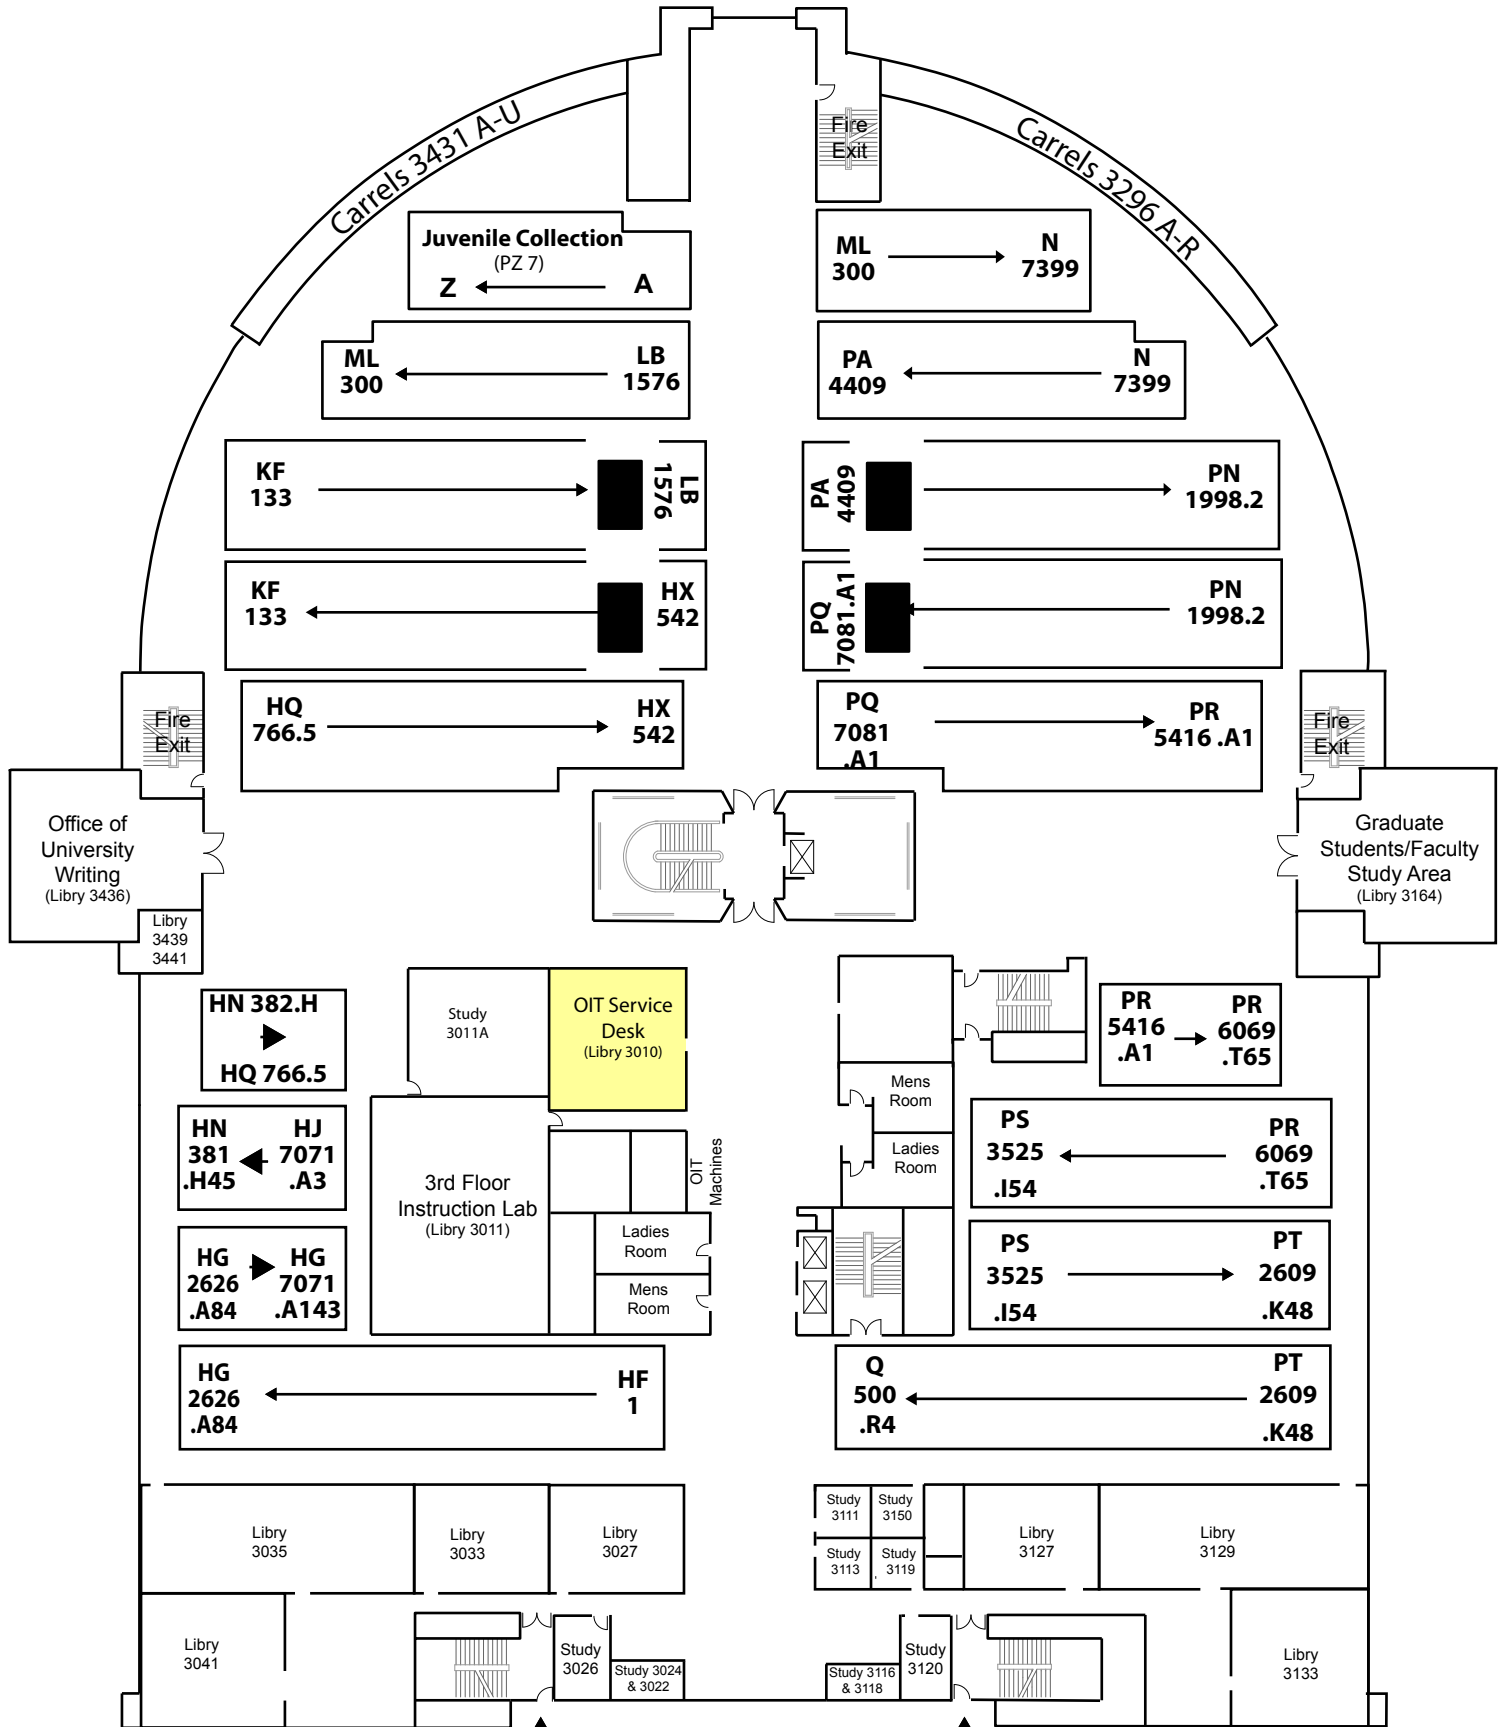 Carrels 3431 A-U
Carrels 3296 A-R
Fire
Exit
Juvenile Collection
(PZ 7)
Z
A
ML
300
N
7399
ML
300
LB
1576
PA
4409
N
7399
KF
133
LB
1576
PA
4409
PN
1998.2
KF
133
HX
542
PQ
7081.A1
PN
1998.2
HQ
766.5
HX
542
PQ
7081
.A1
PR
5416 .A1
Fire
Exit
Fire
Exit
Office of
University
Writing
(Libry 3436)
Libry
3439
3441
Graduate
Students/Faculty
Study Area
(Libry 3164)
HN 382.H
HQ 766.5
Study
3011A
OIT Service
Desk
(Libry 3010)
PR
5416
.A1
PR
6069
.T65
Mens
Room
Ladies
Room
HN
381
.H45
HJ
7071
.A3
3rd Floor
Instruction Lab
(Libry 3011)
OIT
Machines
PS
3525
.I54
PR
6069
.T65
Ladies
Room
Mens
Room
HG
2626
.A84
HG
7071
.A143
PS
3525
.I54
PT
2609
.K48
HG
2626
.A84
HF
1
Q
500
.R4
PT
2609
.K48
Libry
3035
Libry
3033
Libry
3027
Study
3111
Study
3150
Study
3113
Study
3119
Libry
3127
Libry
3129
Libry
3041
Study
3026
Study 3024
& 3022
Study 3116
& 3118
Study
3120
Libry
3133